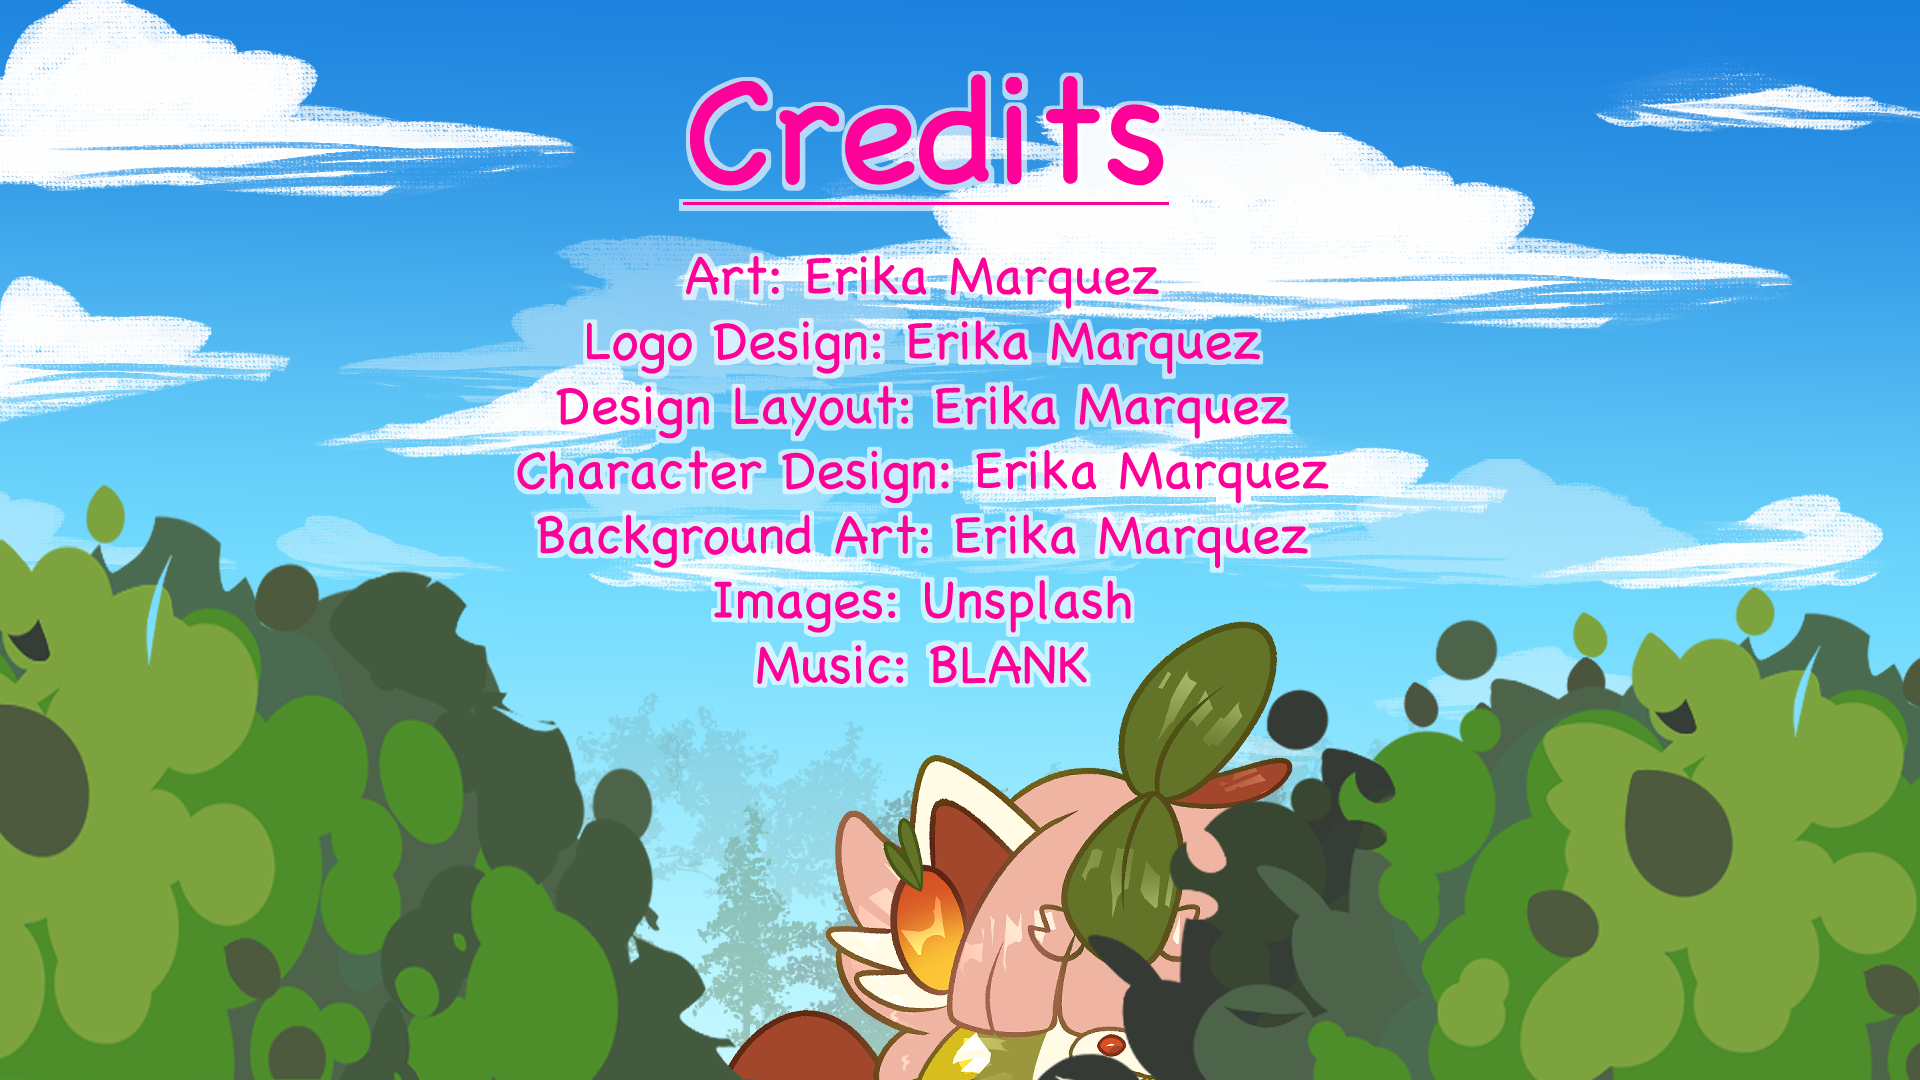 Credits
Art: Erika Marquez
Logo Design: Erika Marquez
Design Layout: Erika Marquez
Character Design: Erika Marquez
Background Art: Erika Marquez
Images: Unsplash
Music: BLANK